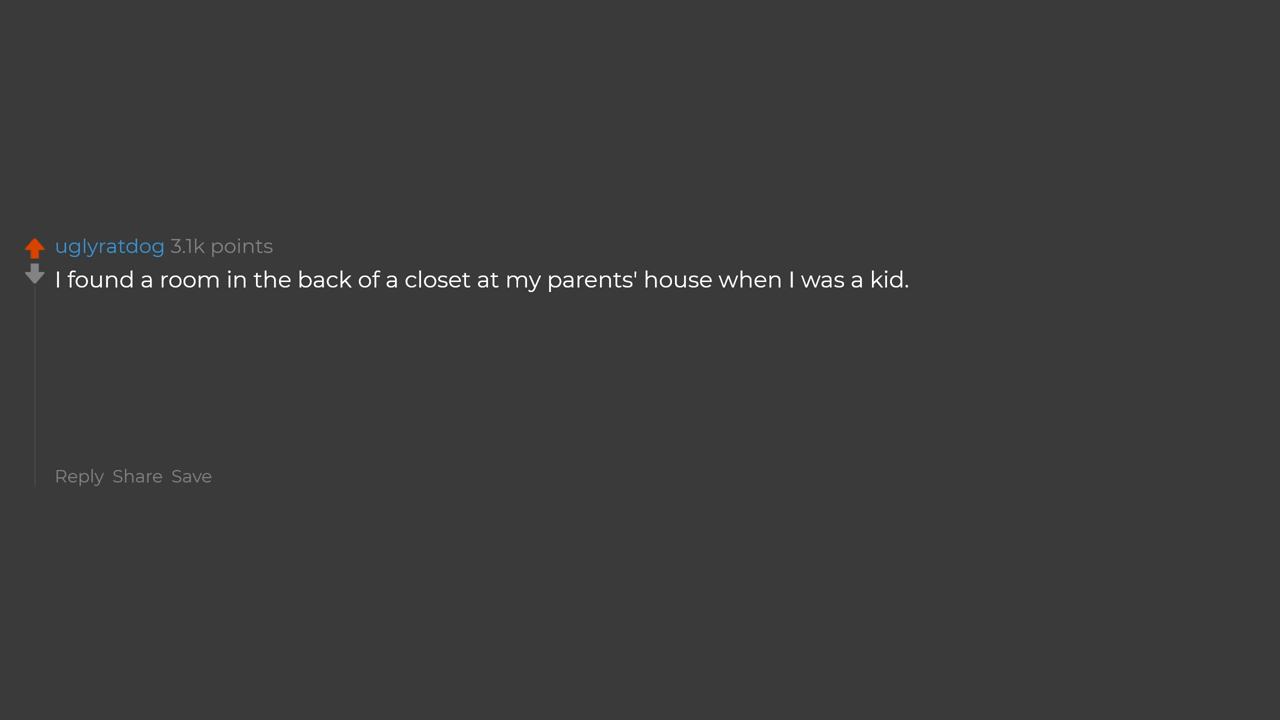 uglyratdog 3.1k points
I found a room in the back of a closet at my parents' house when I was a kid.
Reply Share Save